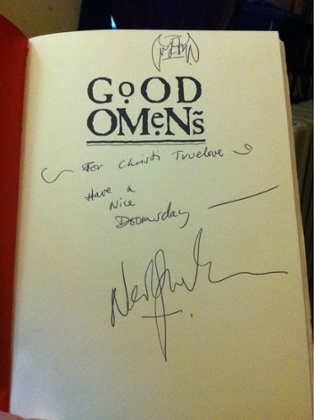 GOOD
OMENS
For Christi Truelove
Have a
Nice
Doomsday